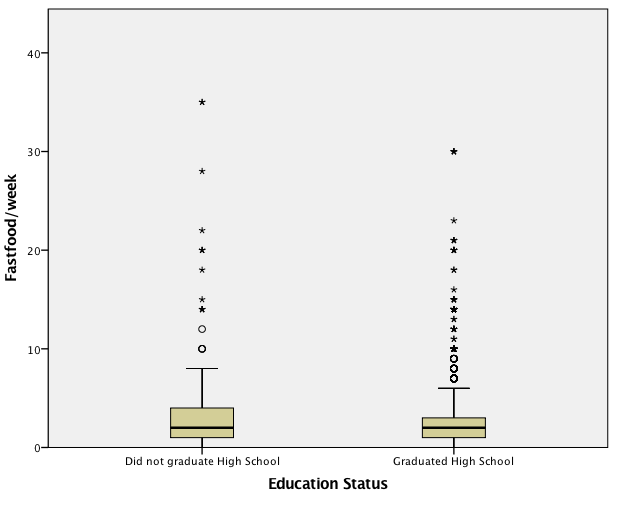 40
30
20
10
0
Fastfood/week
Did not graduate High School
Graduated High School
Education Status